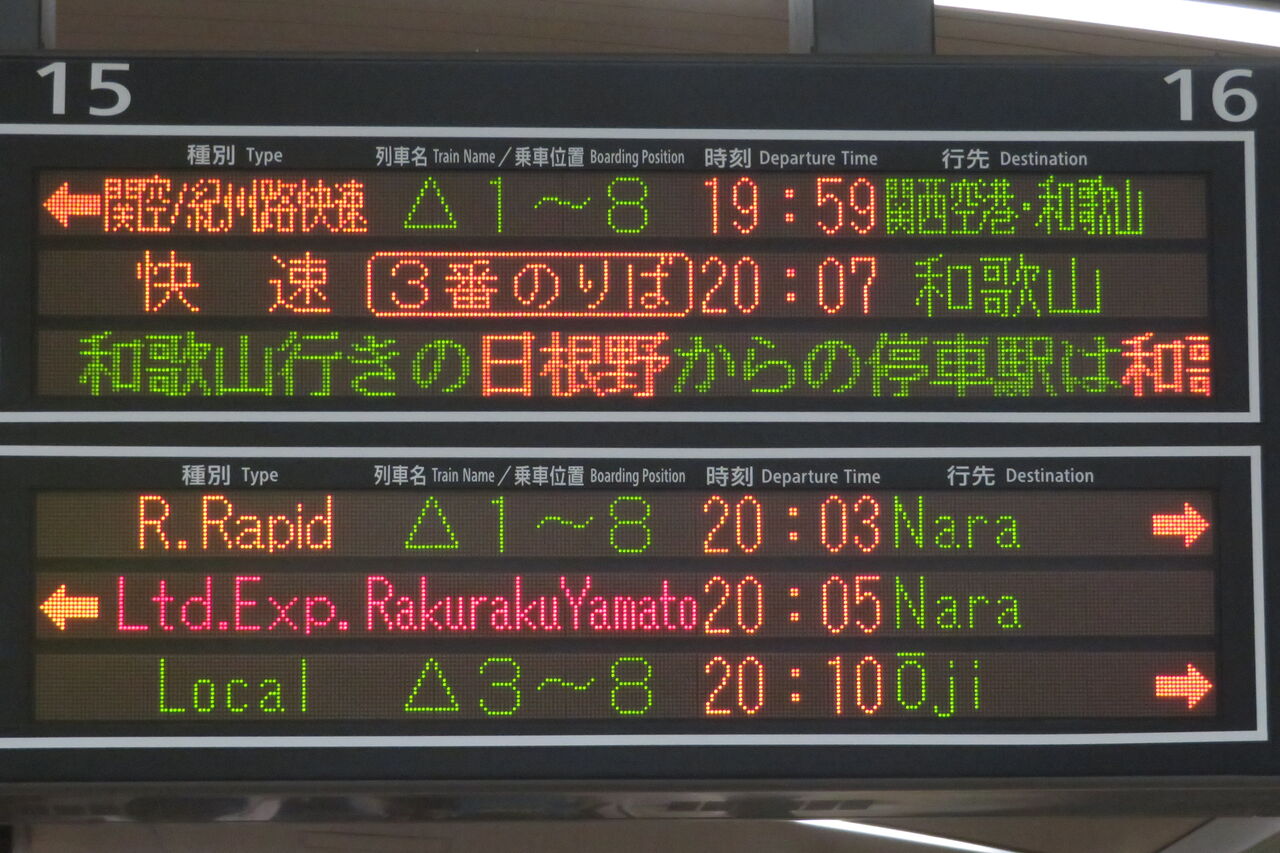 15 16
種別 Type 列車名 Train Name/乗車位置 Boarding Position 時刻 Departure Time 行先 Destination
←関空/紀州路快速 △1~8 19:59 関西空港・和歌山
快 速 3番のりば 20:07 和歌山
和歌山行きの日根野からの停車駅は和
種別 Type 列車名 Train Name/乗車位置 Boarding Position 時刻 Departure Time 行先 Destination
R.Rapid △1~8 20:03 Nara →
← Ltd.Exp. RakurakuYamato 20:05 Nara
Local △3~8 20:10 Ōji →